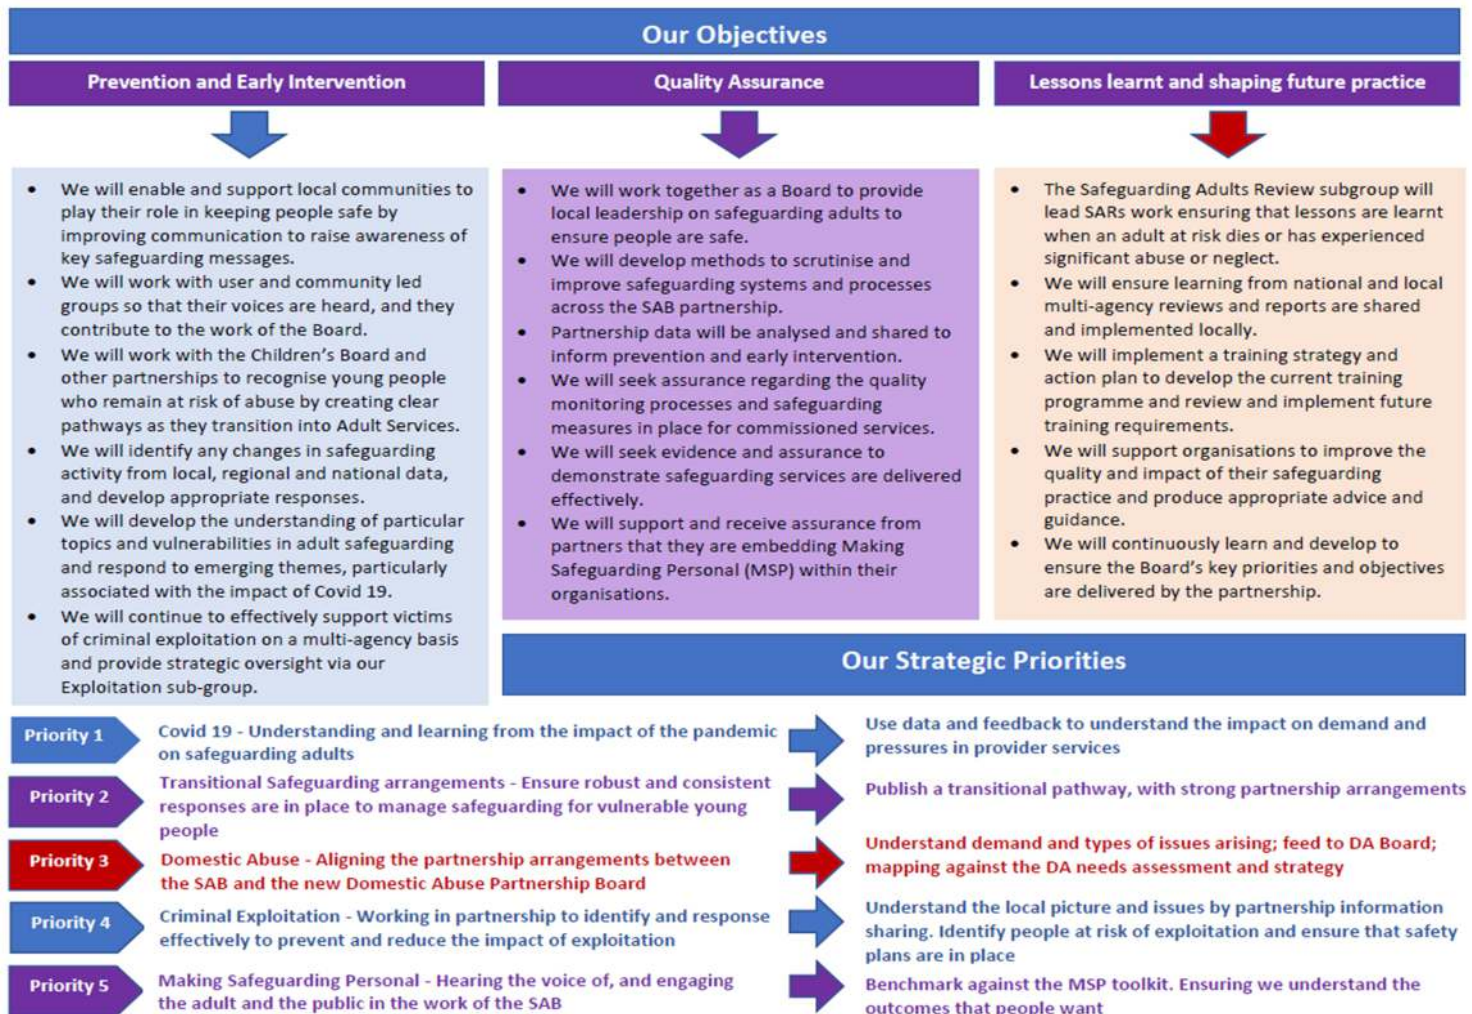 Our Objectives
Prevention and Early Intervention
• We will enable and support local communities to
play their role in keeping people safe by
improving communication to raise awareness of
key safeguarding messages.
• We will work with user and community led
groups so that their voices are heard, and they
contribute to the work of the Board.
• We will work with the Children's Board and
other partnerships to recognise young people
who remain at risk of abuse by creating clear
pathways as they transition into Adult Services.
• We will identify any changes in safeguarding
activity from local, regional and national data,
and develop appropriate responses.
• We will develop the understanding of particular
topics and vulnerabilities in adult safeguarding
and respond to emerging themes, particularly
associated with the impact of Covid 19.
• We will continue to effectively support victims
of criminal exploitation on a multi-agency basis
and provide strategic oversight via our
Exploitation sub-group.
Quality Assurance
• We will work together as a Board to provide
local leadership on safeguarding adults to
ensure people are safe.
• We will develop methods to scrutinise and
improve safeguarding systems and processes
across the SAB partnership.
• Partnership data will be analysed and shared to
inform prevention and early intervention.
• We will seek assurance regarding the quality
monitoring processes and safeguarding
measures in place for commissioned services.
• We will seek evidence and assurance to
demonstrate safeguarding services are delivered
effectively.
• We will support and receive assurance from
partners that they are embedding Making
Safeguarding Personal (MSP) within their
organisations.
Lessons learnt and shaping future practice
• The Safeguarding Adults Review subgroup will
lead SARs work ensuring that lessons are learnt
when an adult at risk dies or has experienced
significant abuse or neglect.
• We will ensure learning from national and local
multi-agency reviews and reports are shared
and implemented locally.
• We will implement a training strategy and
action plan to develop the current training
programme and review and implement future
training requirements.
• We will support organisations to improve the
quality and impact of their safeguarding
practice and produce appropriate advice and
guidance.
• We will continuously learn and develop to
ensure the Board's key priorities and objectives
are delivered by the partnership.
Our Strategic Priorities
Priority 1
Covid 19 - Understanding and learning from the impact of the pandemic
on safeguarding adults
Use data and feedback to understand the impact on demand and
pressures in provider services
Priority 2
Transitional Safeguarding arrangements - Ensure robust and consistent
responses are in place to manage safeguarding for vulnerable young
people
Publish a transitional pathway, with strong partnership arrangements
Priority 3
Domestic Abuse - Aligning the partnership arrangements between
the SAB and the new Domestic Abuse Partnership Board
Understand demand and types of issues arising; feed to DA Board;
mapping against the DA needs assessment and strategy
Priority 4
Criminal Exploitation - Working in partnership to identify and response
effectively to prevent and reduce the impact of exploitation
Understand the local picture and issues by partnership information
sharing. Identify people at risk of exploitation and ensure that safety
plans are in place
Priority 5
Making Safeguarding Personal - Hearing the voice of, and engaging
the adult and the public in the work of the SAB
Benchmark against the MSP toolkit. Ensuring we understand the
outcomes that people want